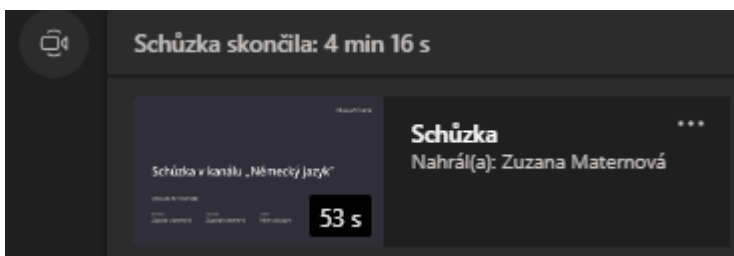 Schůzka skončila: 4 min 16 s
Schůzka v kanálu „Německý jazyk“
53 s
Schůzka
Nahrál(a): Zuzana Maternová